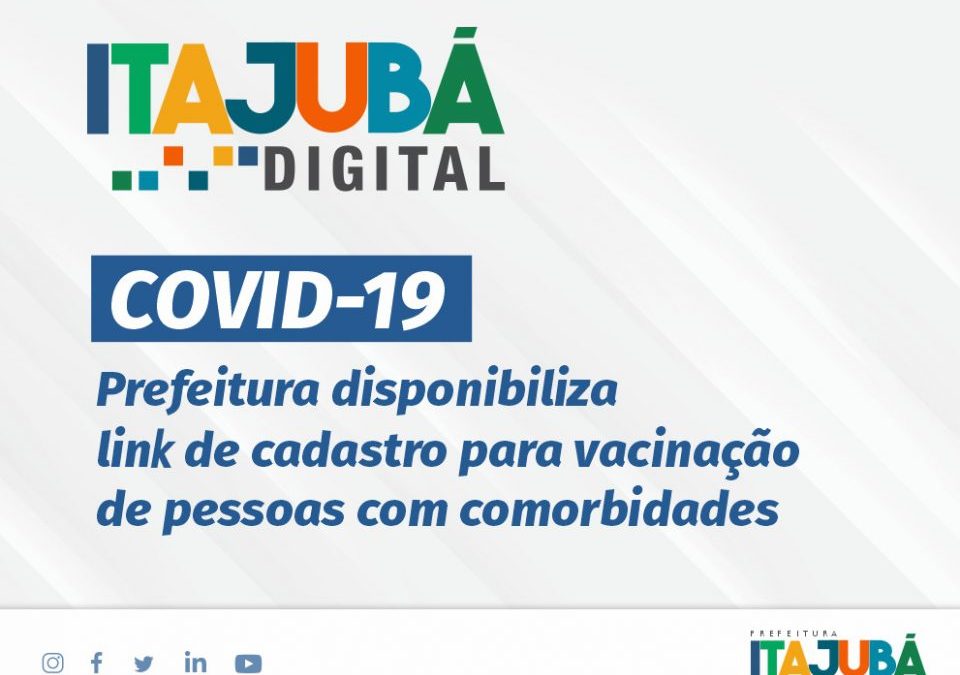 ITAJUBÁ
DIGITAL
COVID-19
Prefeitura disponibiliza
link de cadastro para vacinação
de pessoas com comorbidades
PREFEITURA
ITAJUBÁ